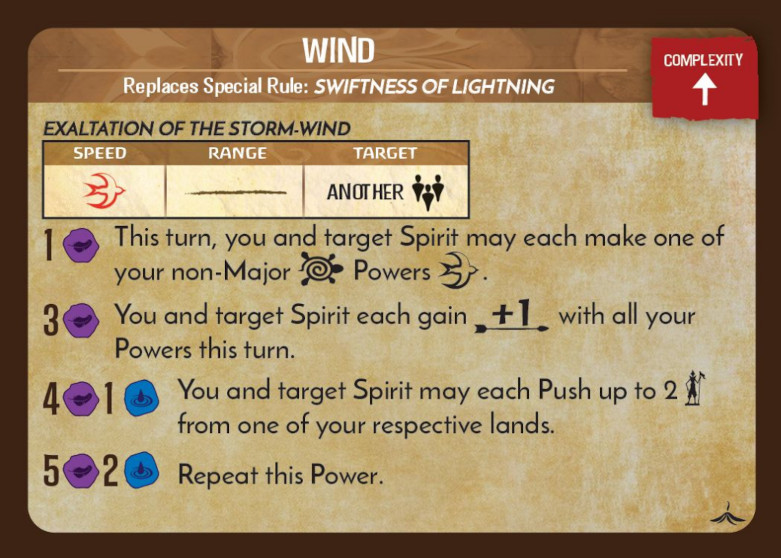 WIND
Replaces Special Rule: SWIFTNESS OF LIGHTNING
COMPLEXITY
EXALTATION OF THE STORM-WIND
SPEED RANGE TARGET
ANOTHER
1 This turn, you and target Spirit may each make one of
your non-Major Powers .
3 You and target Spirit each gain +1 with all your
Powers this turn.
4 1 You and target Spirit may each Push up to 2
from one of your respective lands.
5 2 Repeat this Power.